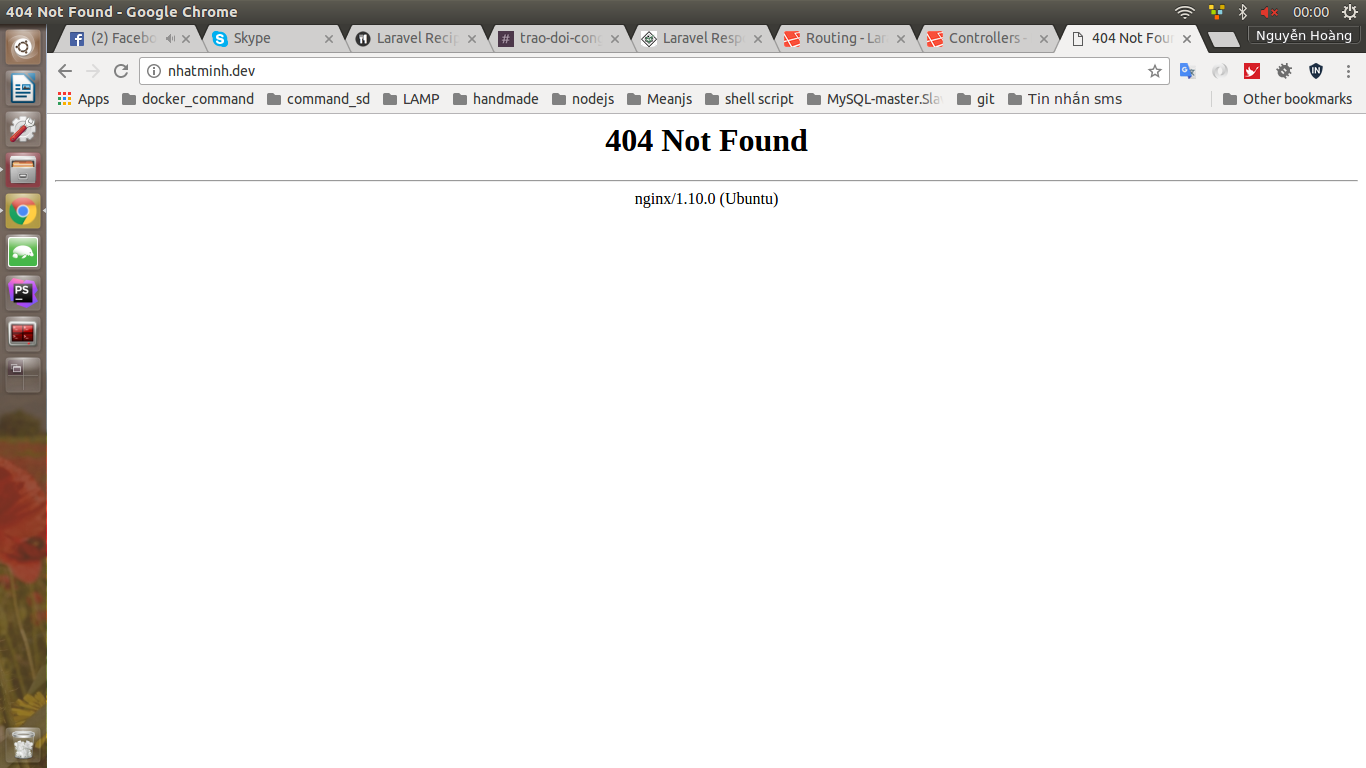 404 Not Found - Google Chrome
00:00
(2) Facebo
Skype
Laravel Recip
# trao-doi-cong
Laravel Respo
Routing - Lar
Controllers -
404 Not Foun
Nguyễn Hoàng
nhatminh.dev
Apps docker_command command_sd LAMP handmade nodejs Meanjs shell script MySQL-master.Sla git Tin nhắn sms Other bookmarks
404 Not Found
nginx/1.10.0 (Ubuntu)
PS
IN